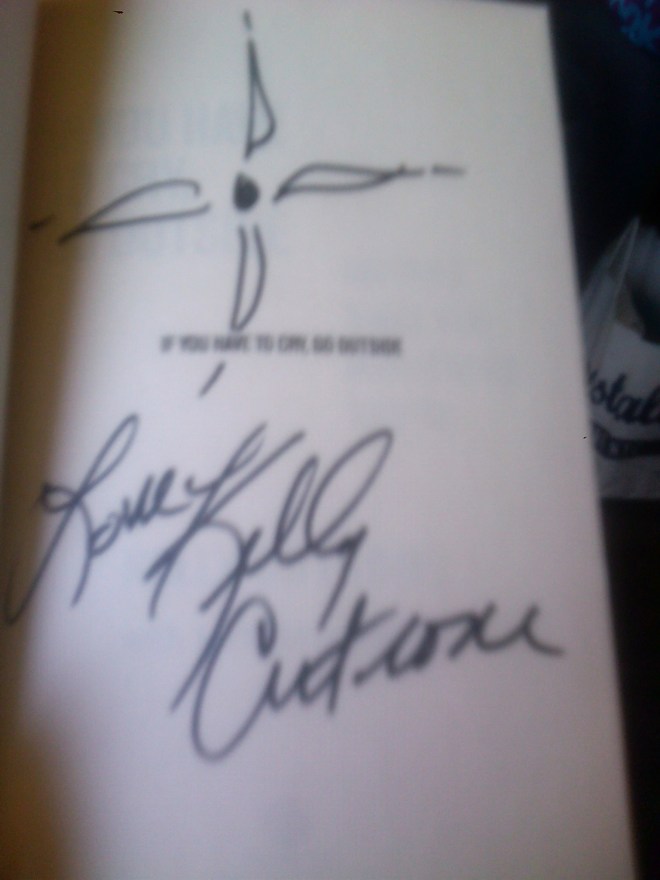 IF YOU HAVE TO CRY, GO OUTSIDE
Love Kelly
Cutrone